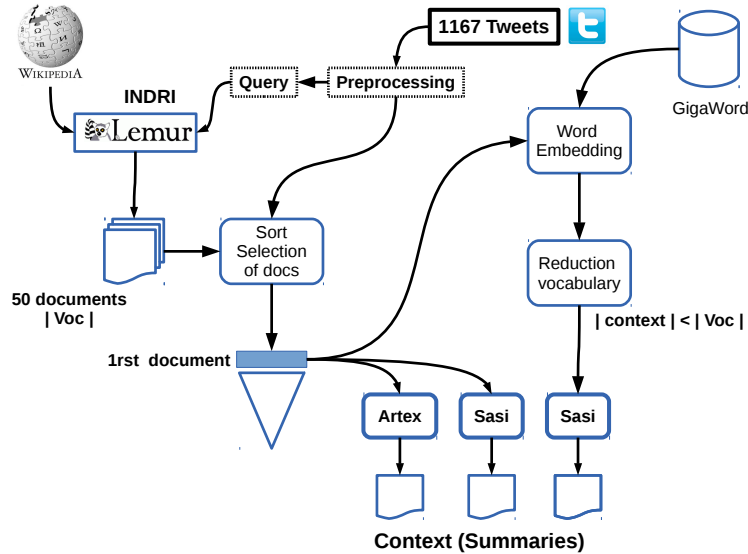 1167 Tweets
WIKIPEDIA
INDRI
Query
Preprocessing
GigaWord
Lemur
Word
Embedding
Sort
Selection
of docs
Reduction
vocabulary
50 documents
| Voc |
| context | < | Voc |
1rst document
Artex
Sasi
Sasi
Context (Summaries)